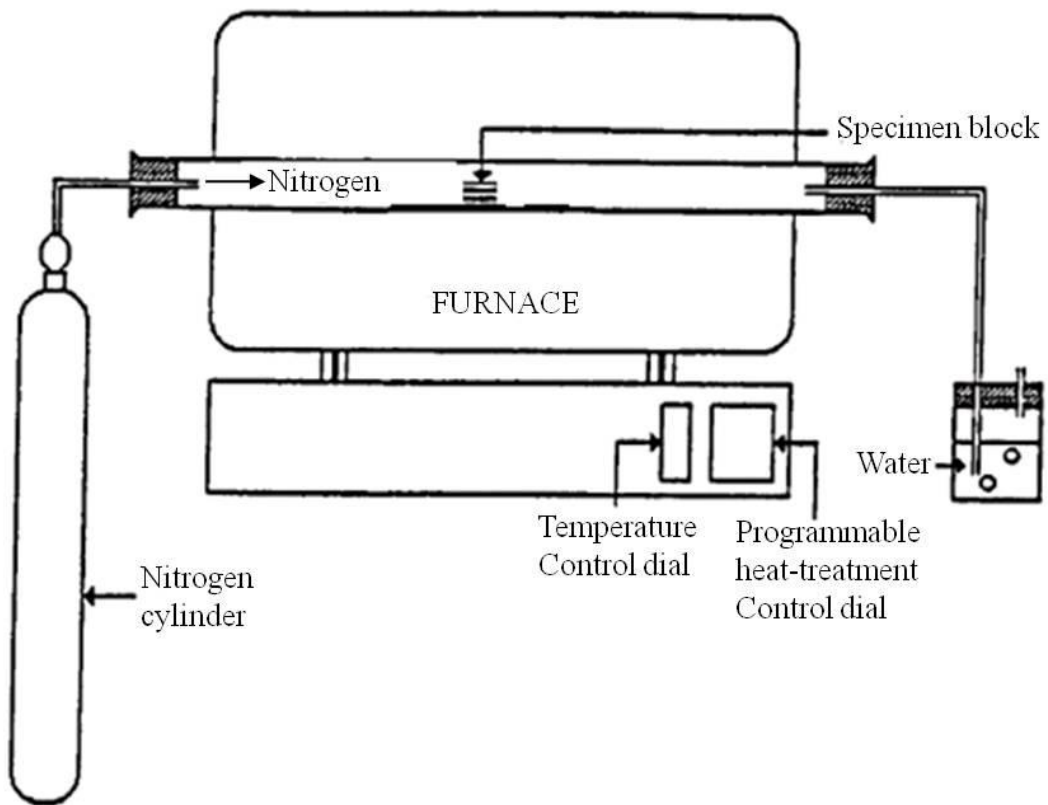 Specimen block
Nitrogen
FURNACE
Water
Temperature
Control dial
Programmable
heat-treatment
Control dial
Nitrogen
cylinder